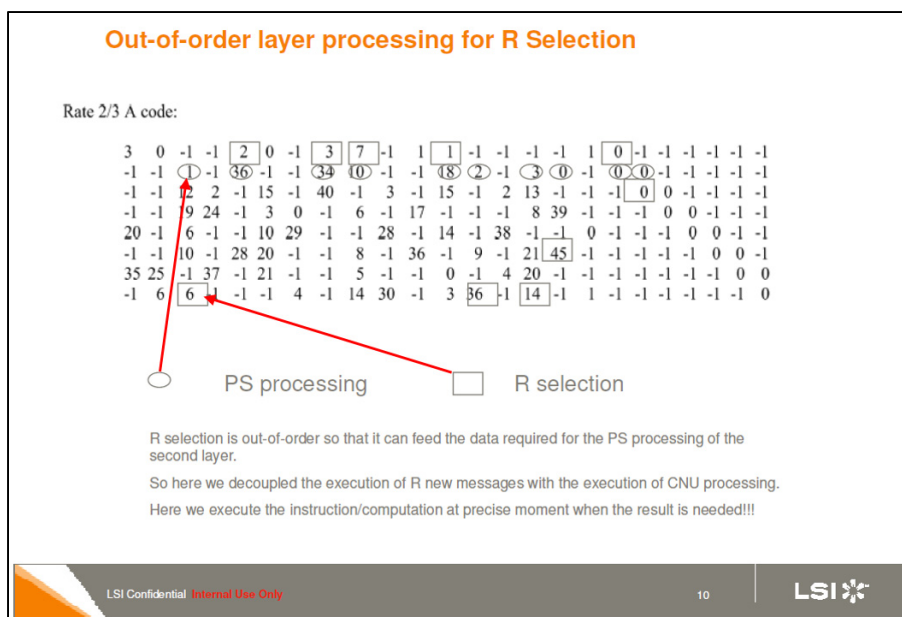 Out-of-order layer processing for R Selection
Rate 2/3 A code:
3 0 -1 -1 2 0 -1 3 7 -1 1 1 -1 -1 -1 -1 1 0 -1 -1 -1 -1 -1 -1
-1 -1 1 -1 36 -1 -1 34 10 -1 -1 18 2 -1 3 0 -1 0 0 -1 -1 -1 -1 -1
-1 -1 12 2 -1 15 -1 40 -1 3 -1 15 -1 2 13 -1 -1 -1 0 0 -1 -1 -1 -1
-1 -1 19 24 -1 3 0 -1 6 -1 17 -1 -1 -1 8 39 -1 -1 -1 0 0 -1 -1 -1
20 -1 6 -1 -1 10 29 -1 -1 28 -1 14 -1 38 -1 -1 0 -1 -1 -1 0 0 -1 -1
-1 -1 10 -1 28 20 -1 -1 8 -1 36 -1 9 -1 21 45 -1 -1 -1 -1 -1 0 0 -1
35 25 -1 37 -1 21 -1 -1 5 -1 -1 0 -1 4 20 -1 -1 -1 -1 -1 -1 -1 0 0
-1 6 6 -1 -1 -1 4 -1 14 30 -1 3 36 -1 14 -1 1 -1 -1 -1 -1 -1 -1 0
PS processing
R selection
R selection is out-of-order so that it can feed the data required for the PS processing of the
second layer.
So here we decoupled the execution of R new messages with the execution of CNU processing.
Here we execute the instruction/computation at precise moment when the result is needed!!!
LSI Confidential Internal Use Only
10
LSI